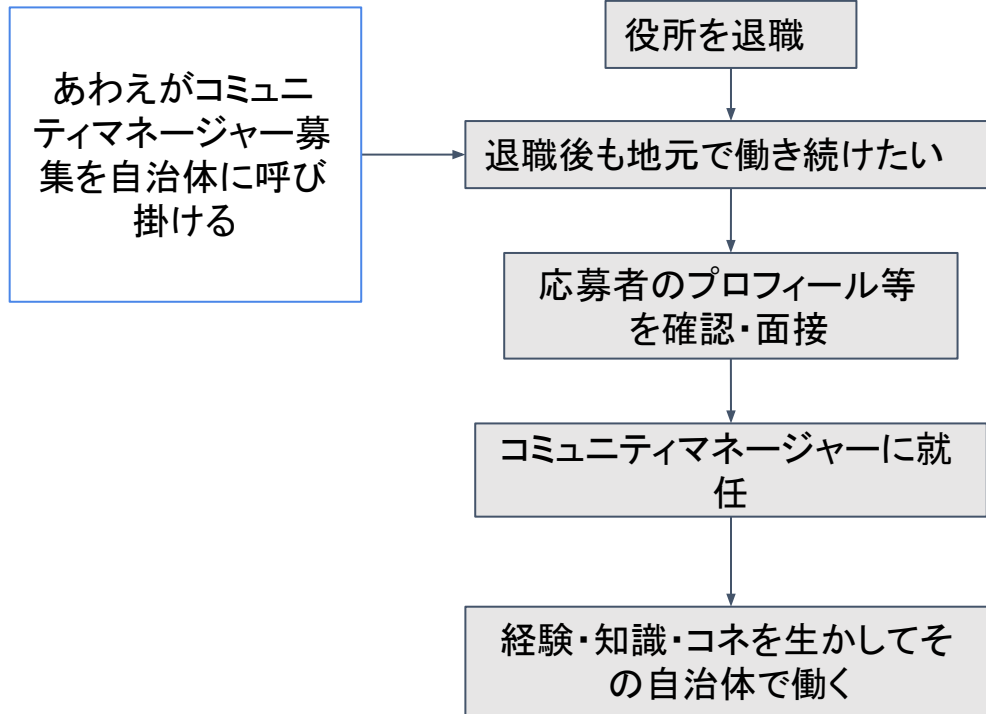 あわえがコミュニ
ティマネージャー募
集を自治体に呼び
掛ける
役所を退職
退職後も地元で働き続けたい
応募者のプロフィール等
を確認・面接
コミュニティマネージャーに就
任
経験・知識・コネを生かしてそ
の自治体で働く